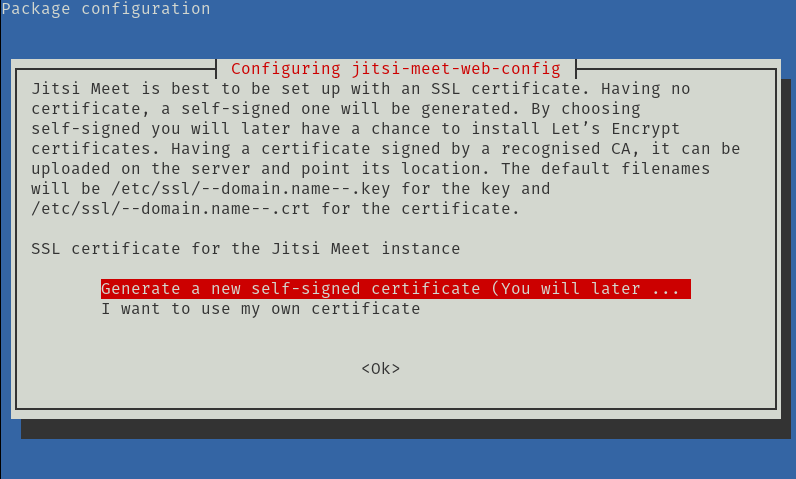 Package configuration
Configuring jitsi-meet-web-config
Jitsi Meet is best to be set up with an SSL certificate. Having no
certificate, a self-signed one will be generated. By choosing
self-signed you will later have a chance to install Let’s Encrypt
certificates. Having a certificate signed by a recognised CA, it can be
uploaded on the server and point its location. The default filenames
will be /etc/ssl/--domain.name--.key for the key and
/etc/ssl/--domain.name--.crt for the certificate.
SSL certificate for the Jitsi Meet instance
Generate a new self-signed certificate (You will later ...
I want to use my own certificate
<Ok>